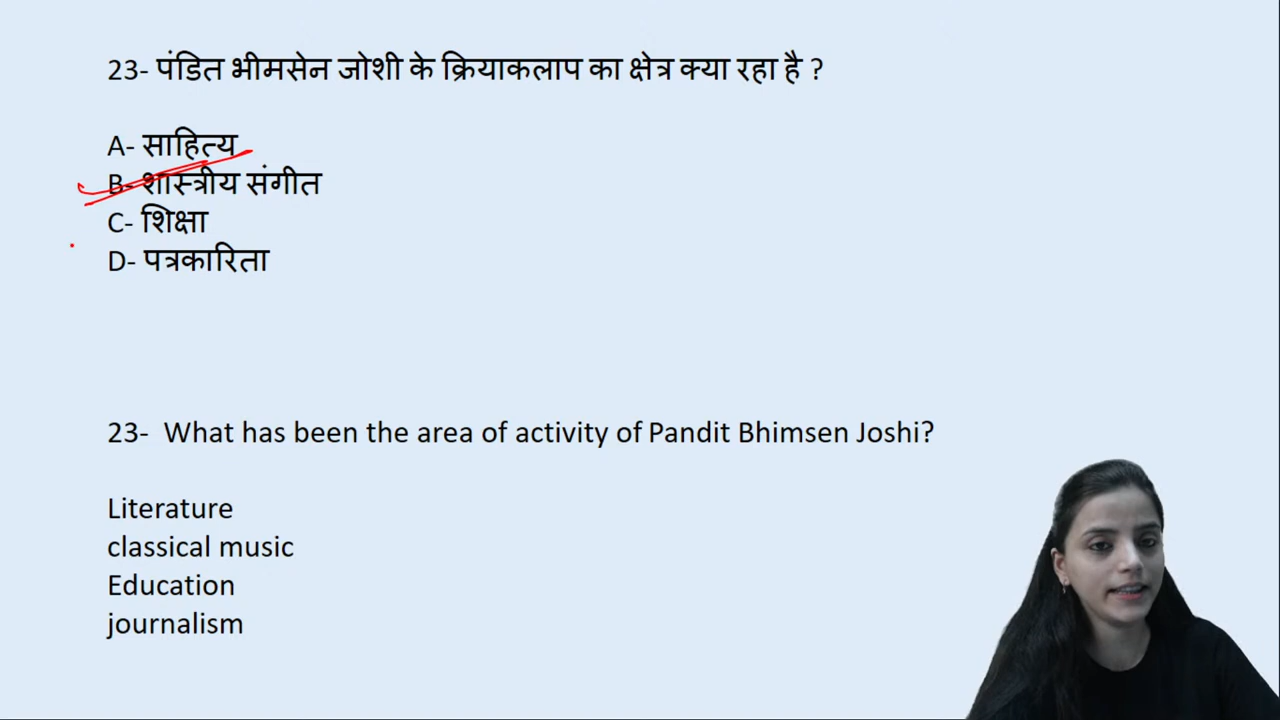 23- पंडित भीमसेन जोशी के क्रियाकलाप का क्षेत्र क्या रहा है ?
A- साहित्य
B- शास्त्रीय संगीत
C- शिक्षा
D- पत्रकारिता
23- What has been the area of activity of Pandit Bhimsen Joshi?
Literature
classical music
Education
journalism